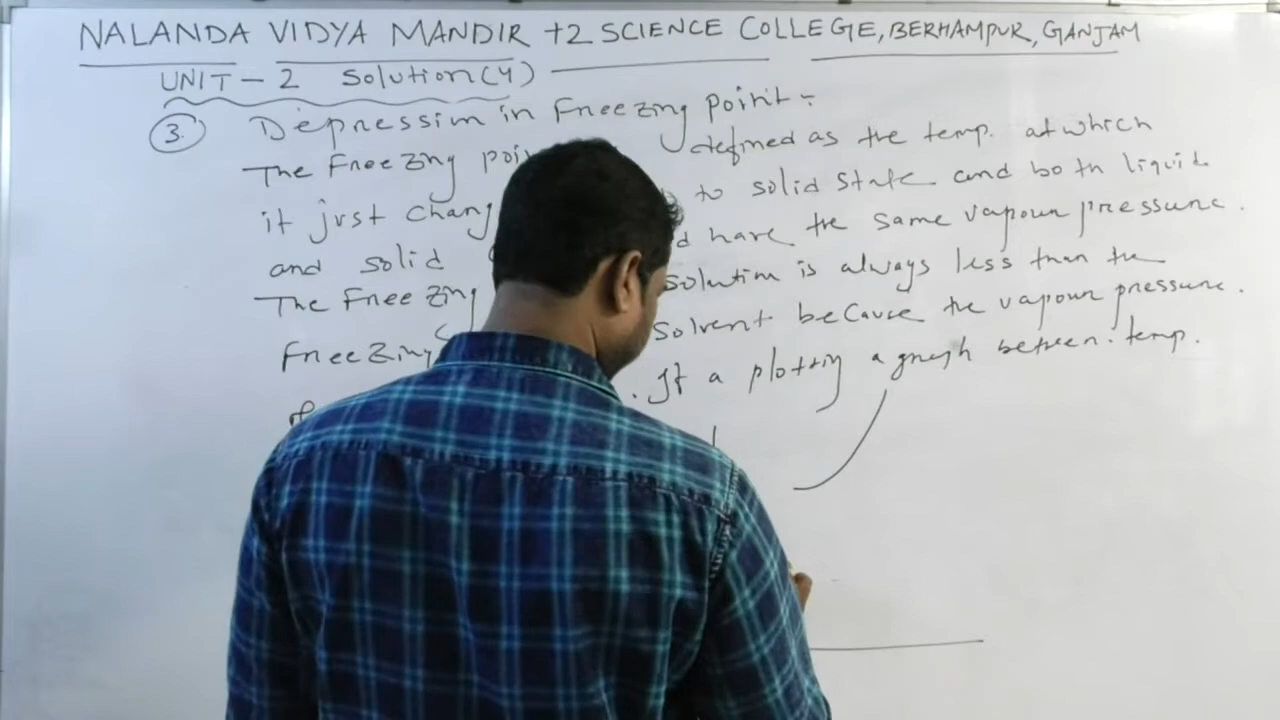 NALANDA VIDYA MANDIR +2 SCIENCE COLLEGE, BERHAMPUR, GANJAM
UNIT - 2 Solution (4)
3. Depression in Freezing point :-
The Freezing defined as the temp. at which
it just to solid state and both liquid
and solid have the same vapour pressure.
The Freezing solution is always less than the
Freezing solvent because the vapour pressure.
of . If a plotting a graph between temp.